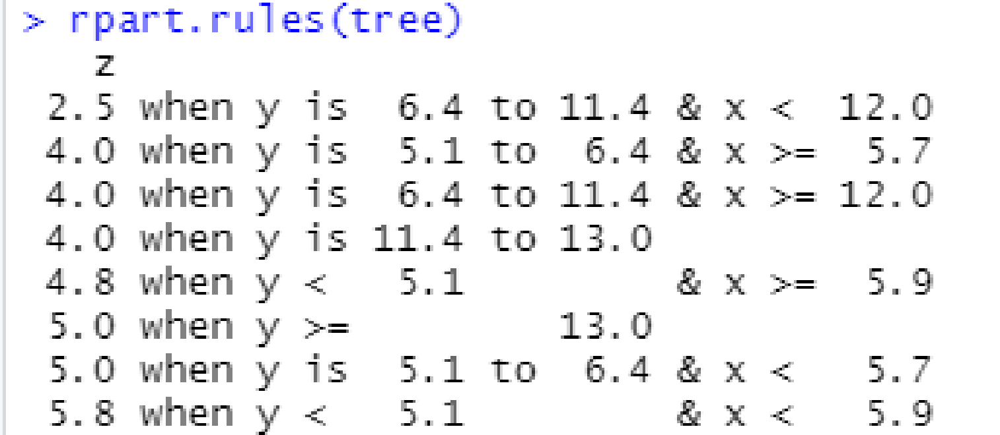 > rpart.rules(tree)
    z
  2.5 when y is  6.4 to 11.4 & x <  12.0
  4.0 when y is  5.1 to  6.4 & x >=  5.7
  4.0 when y is  6.4 to 11.4 & x >= 12.0
  4.0 when y is 11.4 to 13.0
  4.8 when y <   5.1         & x >=  5.9
  5.0 when y >=         13.0
  5.0 when y is  5.1 to  6.4 & x <   5.7
  5.8 when y <   5.1         & x <   5.9